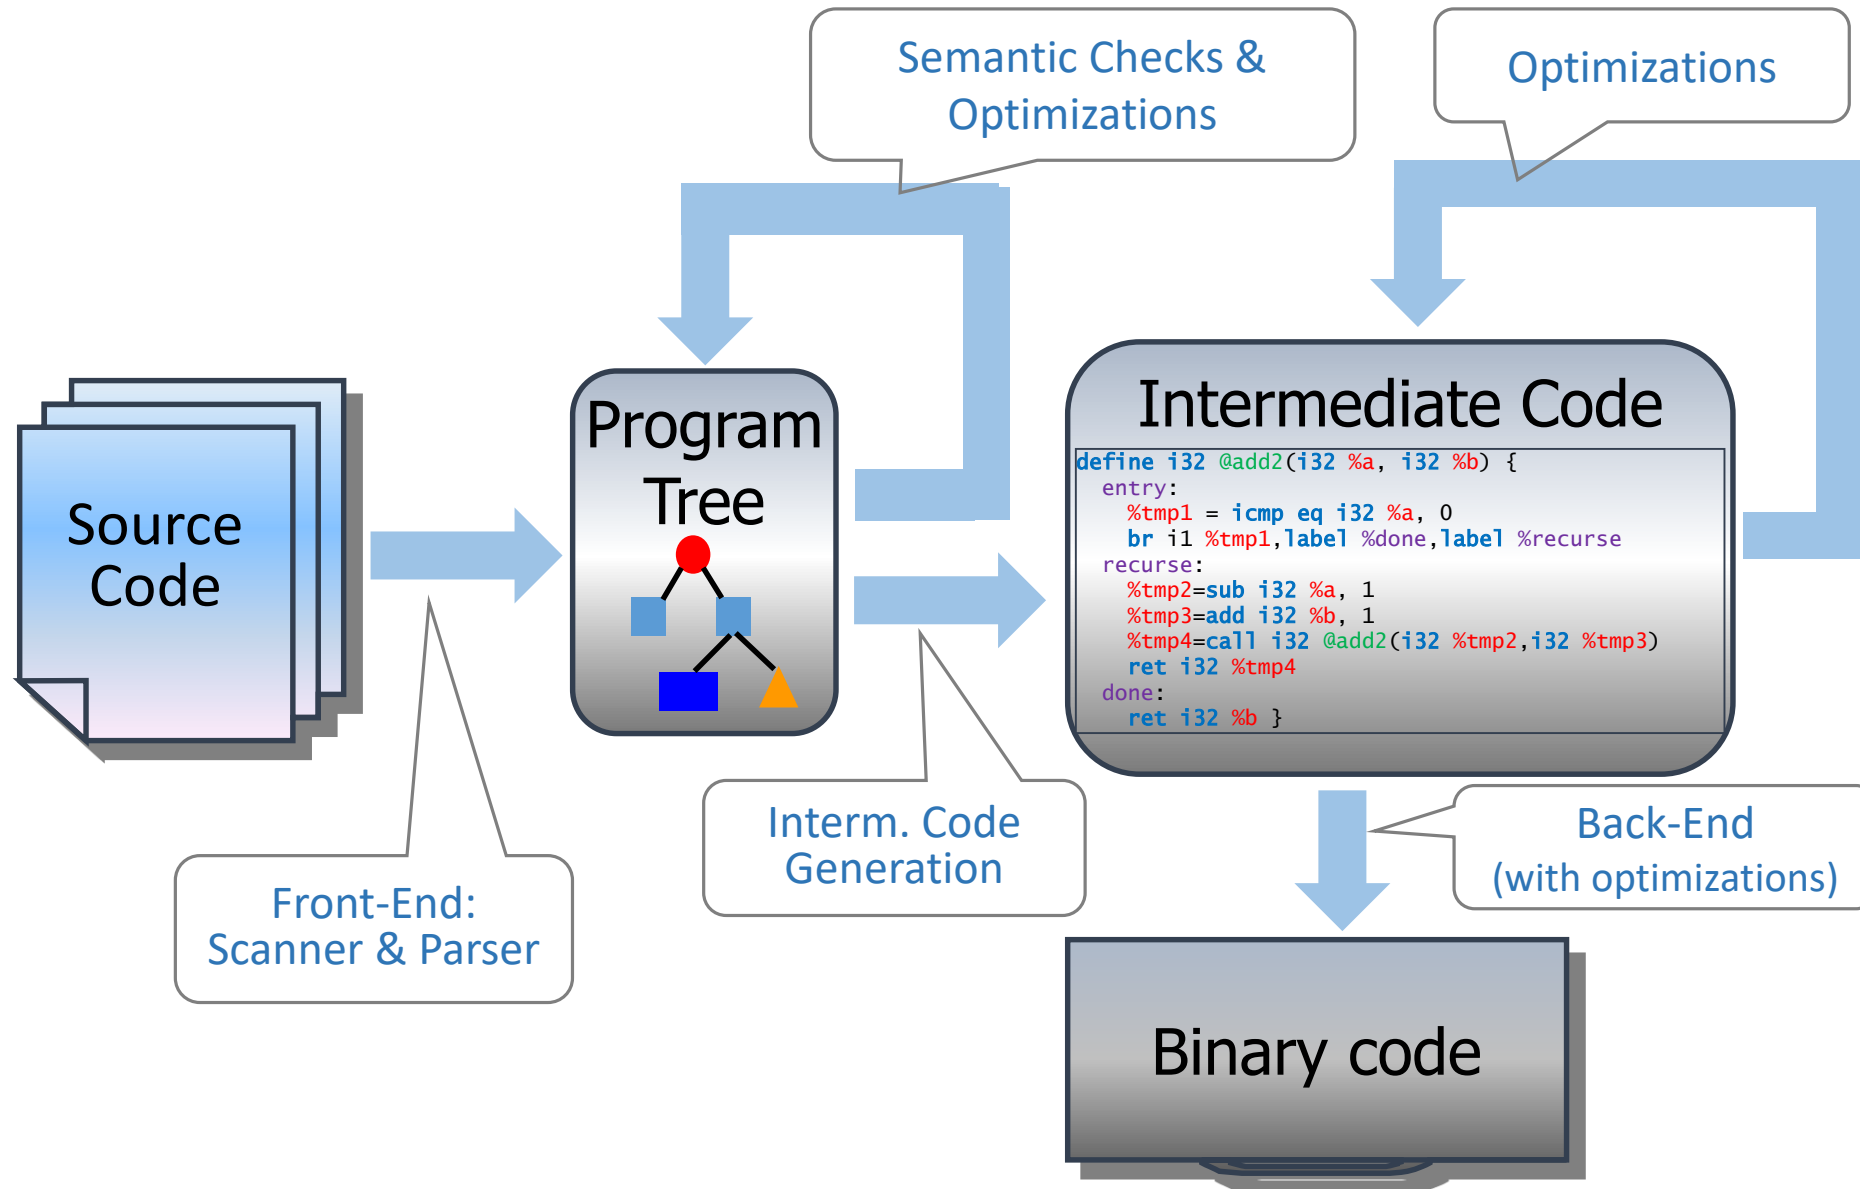 Semantic Checks &
Optimizations
Optimizations
Source
Code
Program
Tree
Intermediate Code
define i32 @add2(i32 %a, i32 %b) {
entry:
%tmp1 = icmp eq i32 %a, 0
br i1 %tmp1,label %done,label %recurse
recurse:
%tmp2=sub i32 %a, 1
%tmp3=add i32 %b, 1
%tmp4=call i32 @add2(i32 %tmp2,i32 %tmp3)
ret i32 %tmp4
done:
ret i32 %b }
Front-End:
Scanner & Parser
Interm. Code
Generation
Back-End
(with optimizations)
Binary code